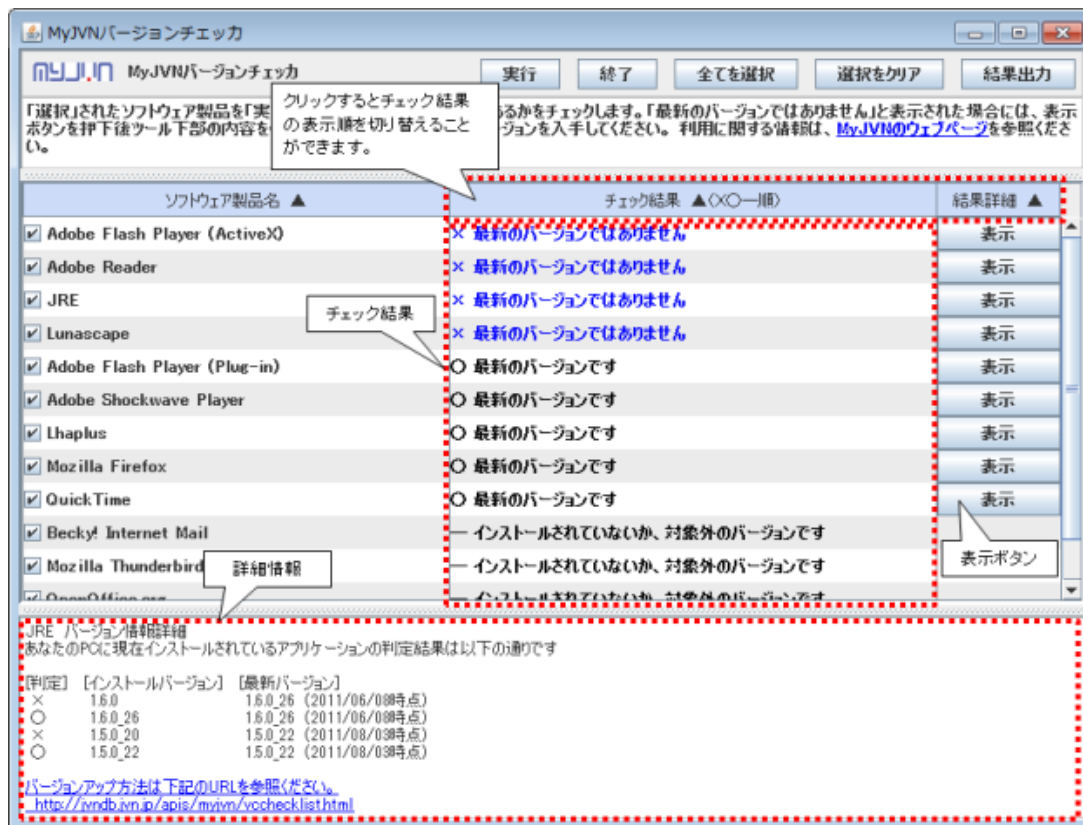 MyJVNバージョンチェッカ
MyJVN MyJVNバージョンチェッカ 実行 終了 全てを選択 選択をクリア 結果出力
「選択」されたソフトウェア製品を「実
るかをチェックします。「最新のバージョンではありません」と表示された場合には、表示
ボタンを押下後ツール下部の内容を
ージョンを入手してください。利用に関する情報は、MyJVNのウェブページを参照くださ
い。
クリックするとチェック結果
の表示順を切り替えること
ができます。
ソフトウェア製品名 ▲ チェック結果 ▲(×○―順) 結果詳細 ▲
Adobe Flash Player (ActiveX) × 最新のバージョンではありません 表示
Adobe Reader × 最新のバージョンではありません 表示
JRE × 最新のバージョンではありません 表示
チェック結果
Lunascape × 最新のバージョンではありません 表示
Adobe Flash Player (Plug-in) ○ 最新のバージョンです 表示
Adobe Shockwave Player ○ 最新のバージョンです 表示
Lhaplus ○ 最新のバージョンです 表示
Mozilla Firefox ○ 最新のバージョンです 表示
QuickTime ○ 最新のバージョンです 表示
Becky! Internet Mail ― インストールされていないか、対象外のバージョンです
表示ボタン
Mozilla Thunderbird ― インストールされていないか、対象外のバージョンです
詳細情報
OpenOffice.org ― インストールされていないか、対象外のバージョンです
JRE バージョン情報詳細
あなたのPCに現在インストールされているアプリケーションの判定結果は以下の通りです
[判定] [インストールバージョン] [最新バージョン]
× 1.6.0 1.6.0_26 (2011/06/08時点)
○ 1.6.0_26 1.6.0_26 (2011/06/08時点)
× 1.5.0_20 1.5.0_22 (2011/08/03時点)
○ 1.5.0_22 1.5.0_22 (2011/08/03時点)
バージョンアップ方法は下記のURLを参照ください。
http://jvndb.jvn.jp/apis/myjvn/vcchecklist.html